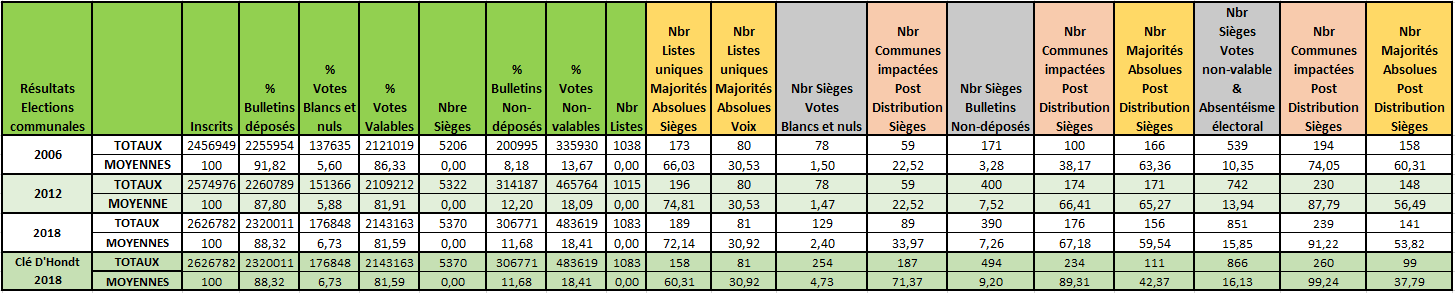 Résultats
Elections
communales
Inscrits
%
Bulletins
déposés
%
Votes
Blancs et
nuls
%
Votes
Valables
Nbre
Sièges
%
Bulletins
Non-
déposés
%
Votes
Non-
valables
Nbr
Listes
Nbr
Listes
uniques
Majorités
Absolues
Sièges
Nbr
Listes
uniques
Majorités
Absolues
Voix
Nbr Sièges
Votes
Blancs et nuls
Nbr
Communes
impactées
Post
Distribution
Sièges
Nbr Sièges
Bulletins
Non-déposés
Nbr
Communes
impactées
Post
Distribution
Sièges
Nbr
Majorités
Absolues
Post
Distribution
Sièges
Nbr
Sièges
Votes
non-valable
&
Absentéisme
électoral
Nbr
Communes
impactées
Post
Distribution
Sièges
Nbr
Majorités
Absolues
Post
Distribution
Sièges
2006
TOTAUX 2456949 2255954 137635 2121019 5206 200995 335930 1038 173 80 78 59 171 100 166 539 194 158
MOYENNES 100 91,82 5,60 86,33 0,00 8,18 13,67 0,00 66,03 30,53 1,50 22,52 3,28 38,17 63,36 10,35 74,05 60,31
2012
TOTAUX 2574976 2260789 151366 2109212 5322 314187 465764 1015 196 80 78 59 400 174 171 742 230 148
MOYENNE 100 87,80 5,88 81,91 0,00 12,20 18,09 0,00 74,81 30,53 1,47 22,52 7,52 66,41 65,27 13,94 87,79 56,49
2018
TOTAUX 2626782 2320011 176848 2143163 5370 306771 483619 1083 189 81 129 89 390 176 156 851 239 141
MOYENNES 100 88,32 6,73 81,59 0,00 11,68 18,41 0,00 72,14 30,92 2,40 33,97 7,26 67,18 59,54 15,85 91,22 53,82
Clé D'Hondt
2018
TOTAUX 2626782 2320011 176848 2143163 5370 306771 483619 1083 158 81 254 187 494 234 111 866 260 99
MOYENNES 100 88,32 6,73 81,59 0,00 11,68 18,41 0,00 60,31 30,92 4,73 71,37 9,20 89,31 42,37 16,13 99,24 37,79